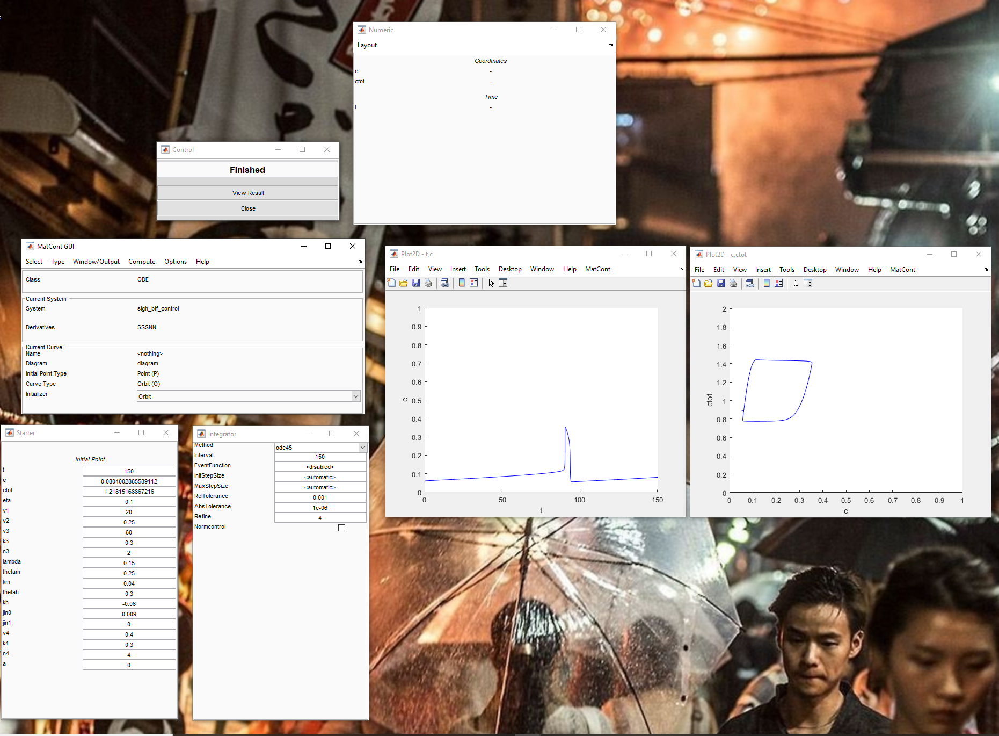 Numeric
Layout
Coordinates
c -
ctot -
Time
t -
Control
Finished
View Result
Close
MatCont GUI
Select Type Window/Output Compute Options Help
Class ODE
Current System
System sigh_bif_control
Derivatives SSSNN
Current Curve
Name <nothing>
Diagram diagram
Initial Point Type Point (P)
Curve Type Orbit (O)
Initializer Orbit
Plot2D - t,c
File Edit View Insert Tools Desktop Window Help MatCont
1
0.9
0.8
0.7
0.6
0.5
0.4
0.3
0.2
0.1
0
c
0 50 100 150
t
Plot2D - c,ctot
File Edit View Insert Tools Desktop Window Help MatCont
2
1.8
1.6
1.4
1.2
1
0.8
0.6
0.4
0.2
0
ctot
0 0.1 0.2 0.3 0.4 0.5 0.6 0.7 0.8 0.9 1
c
Starter
Initial Point
t 150
c 0.0804002885589112
ctot 1.21815168867216
eta 0.1
v1 20
v2 0.25
v3 60
k3 0.3
n3 2
lambda 0.15
thetam 0.25
km 0.04
thetah 0.3
kh -0.06
jin0 0.009
jin1 0
v4 0.4
k4 0.3
n4 4
a 0
Integrator
Method ode45
Interval 150
EventFunction <disabled>
InitStepSize <automatic>
MaxStepSize <automatic>
RelTolerance 0.001
AbsTolerance 1e-06
Refine 4
Normcontrol